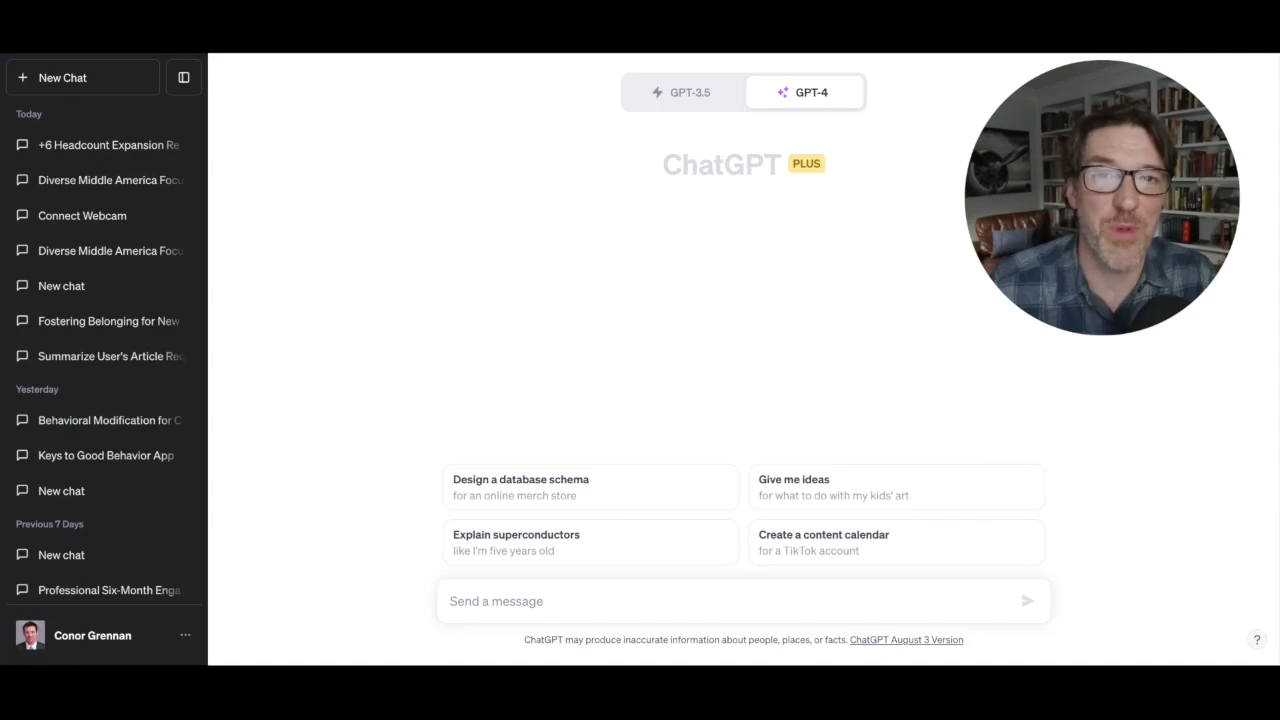 New Chat
Today
+6 Headcount Expansion Re
Diverse Middle America Focu
Connect Webcam
Diverse Middle America Focu
New chat
Fostering Belonging for New
Summarize User's Article Req
Yesterday
Behavioral Modification for C
Keys to Good Behavior App
New chat
Previous 7 Days
New chat
Professional Six-Month Enga
Conor Grennan
GPT-3.5
GPT-4
ChatGPT PLUS
Design a database schema
for an online merch store
Give me ideas
for what to do with my kids' art
Explain superconductors
like I'm five years old
Create a content calendar
for a TikTok account
Send a message
ChatGPT may produce inaccurate information about people, places, or facts. ChatGPT August 3 Version
?